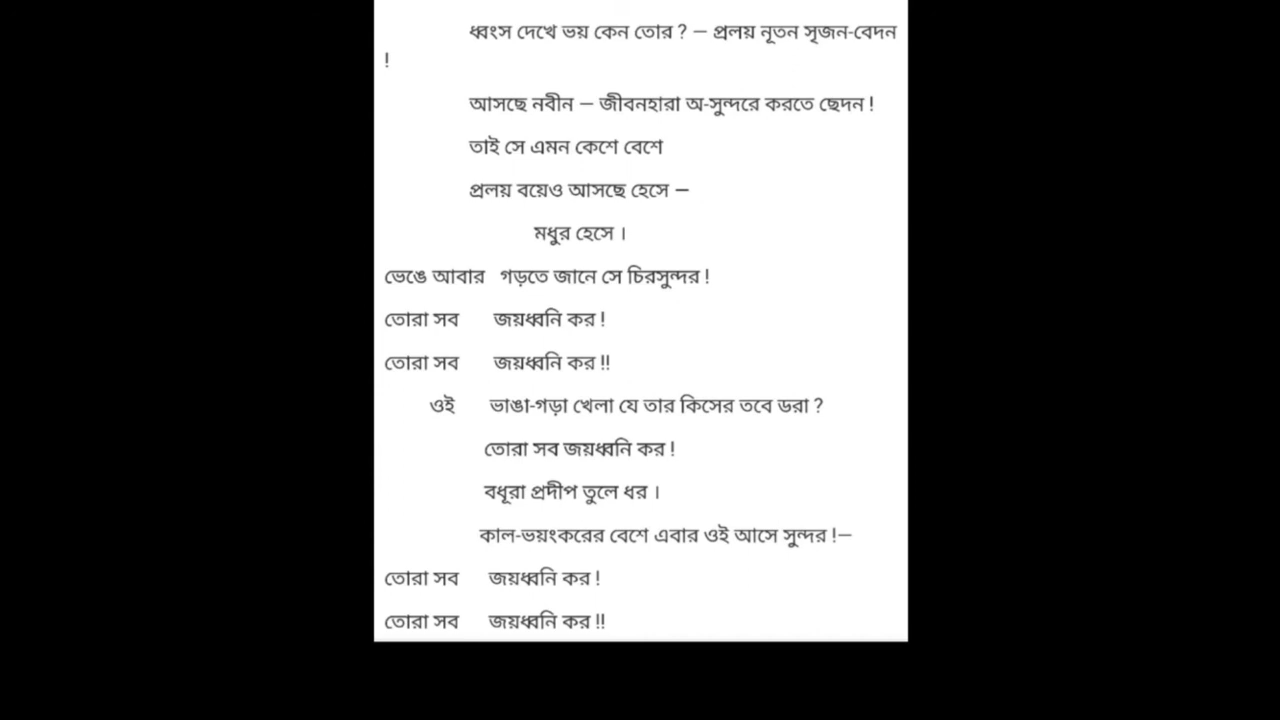 ধ্বংস দেখে ভয় কেন তোর ? — প্রলয় নূতন সৃজন-বেদন
!
আসছে নবীন — জীবনহারা অ-সুন্দরে করতে ছেদন !
তাই সে এমন কেশে বেশে
প্রলয় বয়েও আসছে হেসে —
মধুর হেসে ।
ভেঙে আবার গড়তে জানে সে চিরসুন্দর !
তোরা সব জয়ধ্বনি কর !
তোরা সব জয়ধ্বনি কর !!
ওই ভাঙা-গড়া খেলা যে তার কিসের তবে ডরা ?
তোরা সব জয়ধ্বনি কর !
বধূরা প্রদীপ তুলে ধর ।
কাল-ভয়ংকরের বেশে এবার ওই আসে সুন্দর !—
তোরা সব জয়ধ্বনি কর !
তোরা সব জয়ধ্বনি কর !!